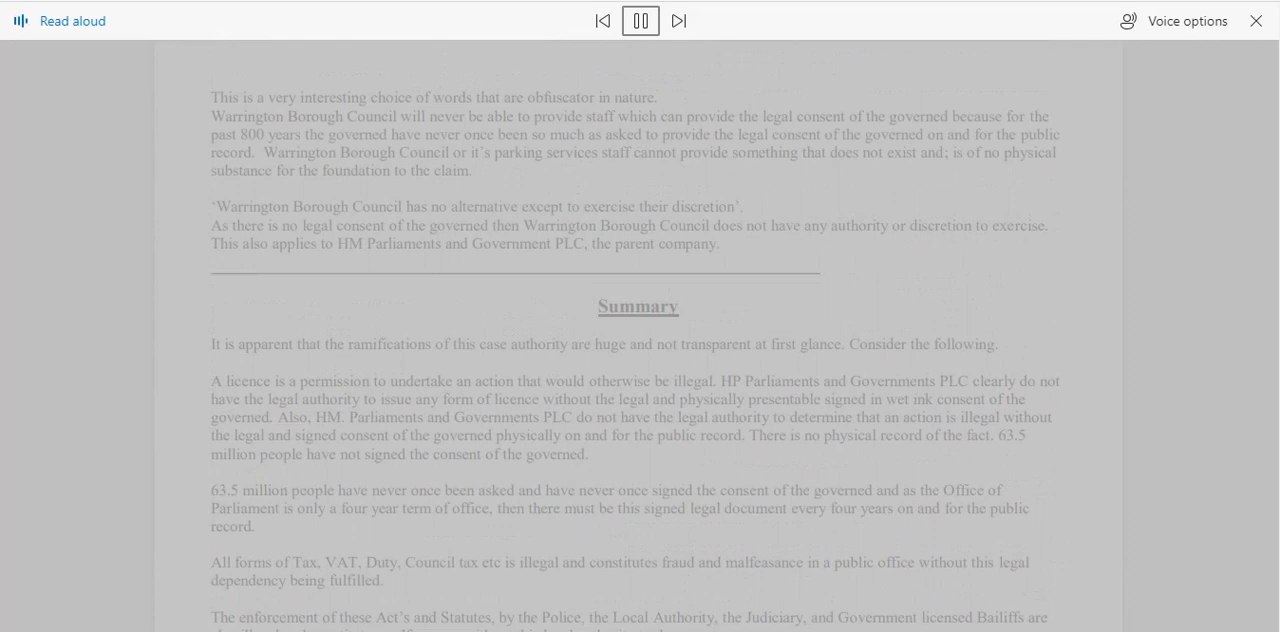 Read aloud
Voice options
This is a very interesting choice of words that are obfuscator in nature.
Warrington Borough Council will never be able to provide staff which can provide the legal consent of the governed because for the
past 800 years the governed have never once been so much as asked to provide the legal consent of the governed on and for the public
record. Warrington Borough Council or it's parking services staff cannot provide something that does not exist and; is of no physical
substance for the foundation to the claim.
'Warrington Borough Council has no alternative except to exercise their discretion'.
As there is no legal consent of the governed then Warrington Borough Council does not have any authority or discretion to exercise.
This also applies to HM Parliaments and Government PLC, the parent company.
Summary
It is apparent that the ramifications of this case authority are huge and not transparent at first glance. Consider the following.
A licence is a permission to undertake an action that would otherwise be illegal. HP Parliaments and Governments PLC clearly do not
have the legal authority to issue any form of licence without the legal and physically presentable signed in wet ink consent of the
governed. Also, HM. Parliaments and Governments PLC do not have the legal authority to determine that an action is illegal without
the legal and signed consent of the governed physically on and for the public record. There is no physical record of the fact. 63.5
million people have not signed the consent of the governed.
63.5 million people have never once been asked and have never once signed the consent of the governed and as the Office of
Parliament is only a four year term of office, then there must be this signed legal document every four years on and for the public
record.
All forms of Tax, VAT, Duty, Council tax etc is illegal and constitutes fraud and malfeasance in a public office without this legal
dependency being fulfilled.
The enforcement of these Act's and Statutes, by the Police, the Local Authority, the Judiciary, and Government licensed Bailiffs are